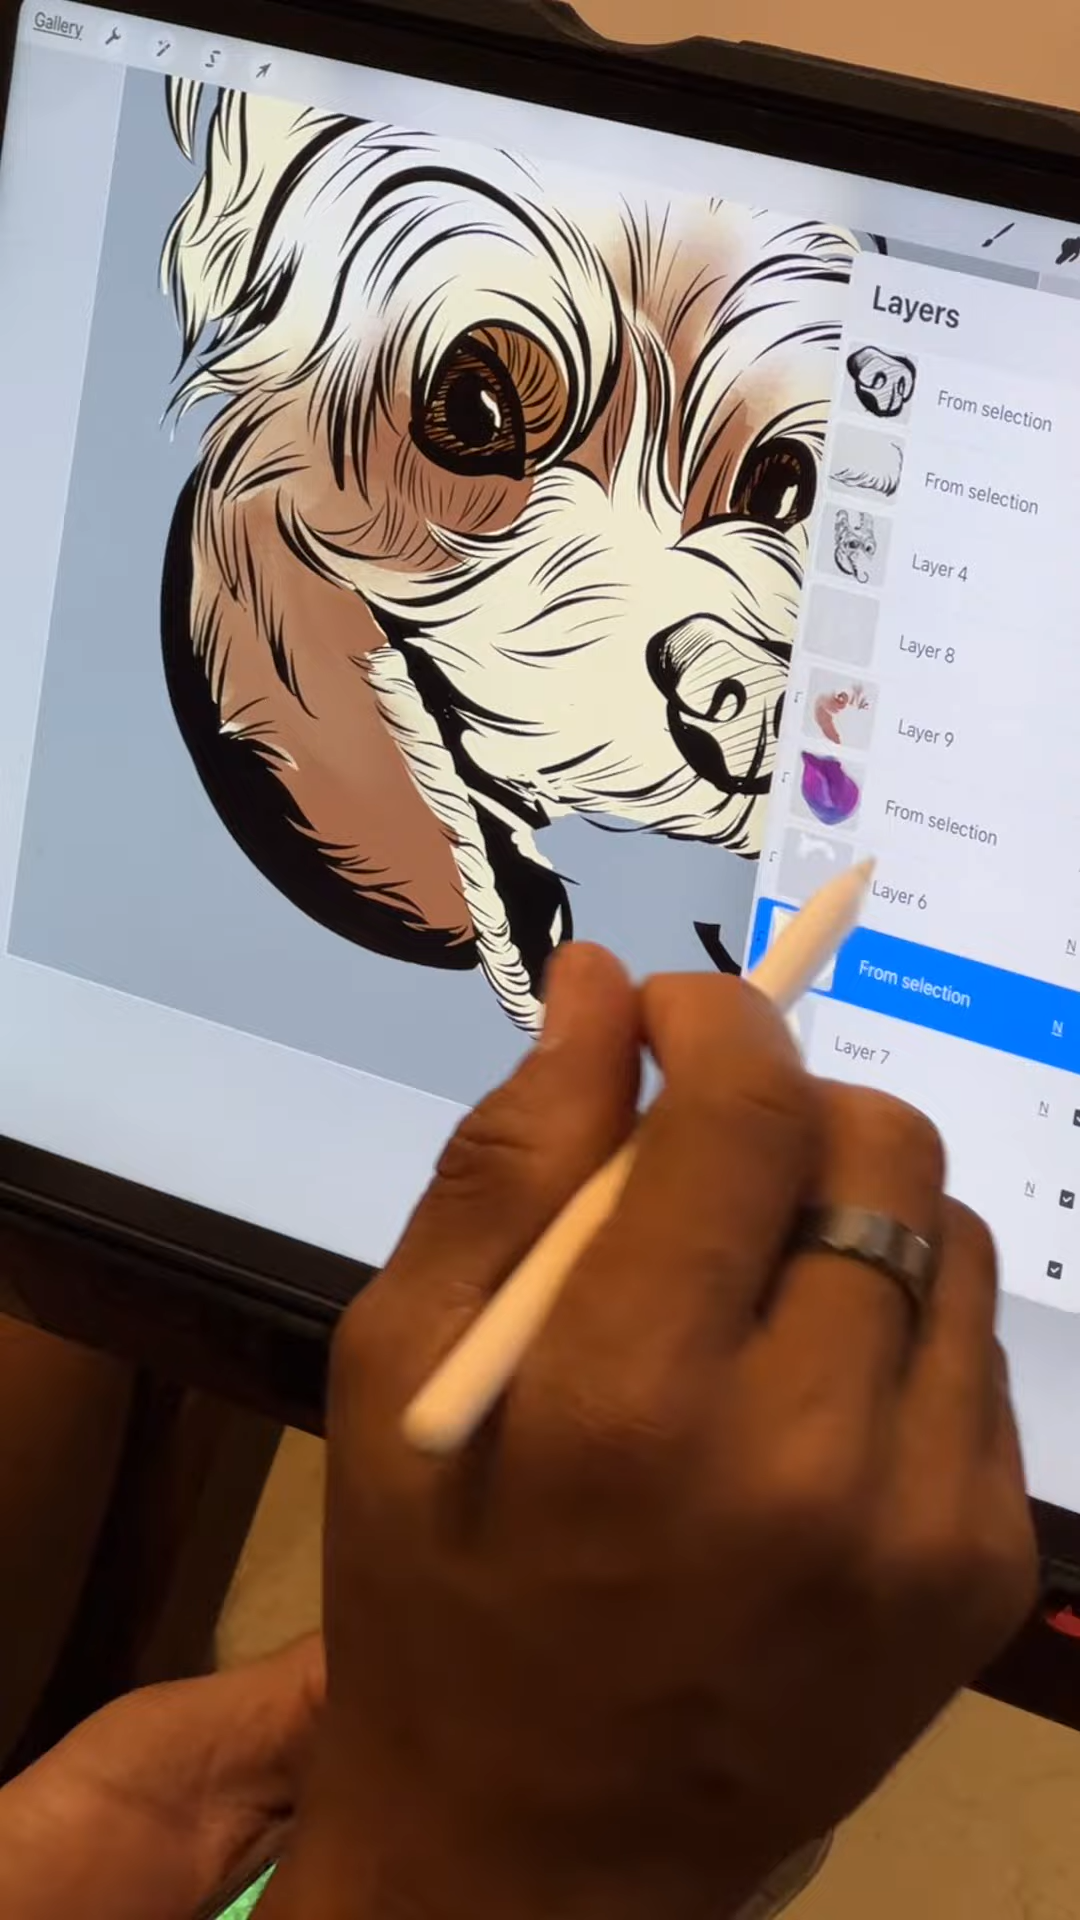 Gallery
Layers
From selection
From selection
Layer 4
Layer 8
Layer 9
From selection
Layer 6
N
From selection
N
Layer 7
N
N